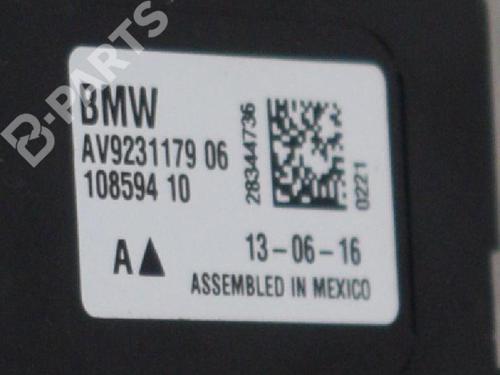 B-PARTS
BMW
AV9231179 06
108594 10
28344736
0221
A▲
13-06-16
ASSEMBLED IN MEXICO